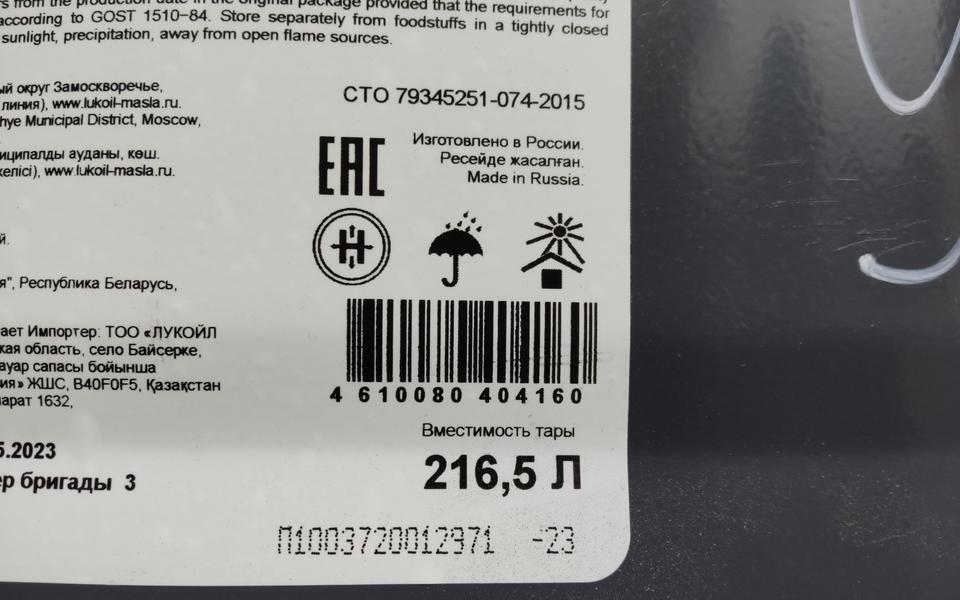 from the production date in the original package provided that the requirements for
according to GOST 1510-84. Store separately from foodstuffs in a tightly closed
sunlight, precipitation, away from open flame sources.
ый округ Замоскворечье,
линия), www.lukoil-masla.ru.
hye Municipal District, Moscow,
иципалды ауданы, көш.
келісі), www.lukoil-masla.ru.
й.
я", Республика Беларусь,
ает Импортер: ТОО «ЛУКОЙЛ
кая область, село Байсерке,
ауар сапасы бойынша
ия» ЖШС, B40F0F5, Қазақстан
парат 1632,
5.2023
ер бригады 3
СТО 79345251-074-2015
EAC
Изготовлено в России.
Ресейде жасалған.
Made in Russia.
Н
4 610080 404160
Вместимость тары
216,5 Л
П1003720012971 -23